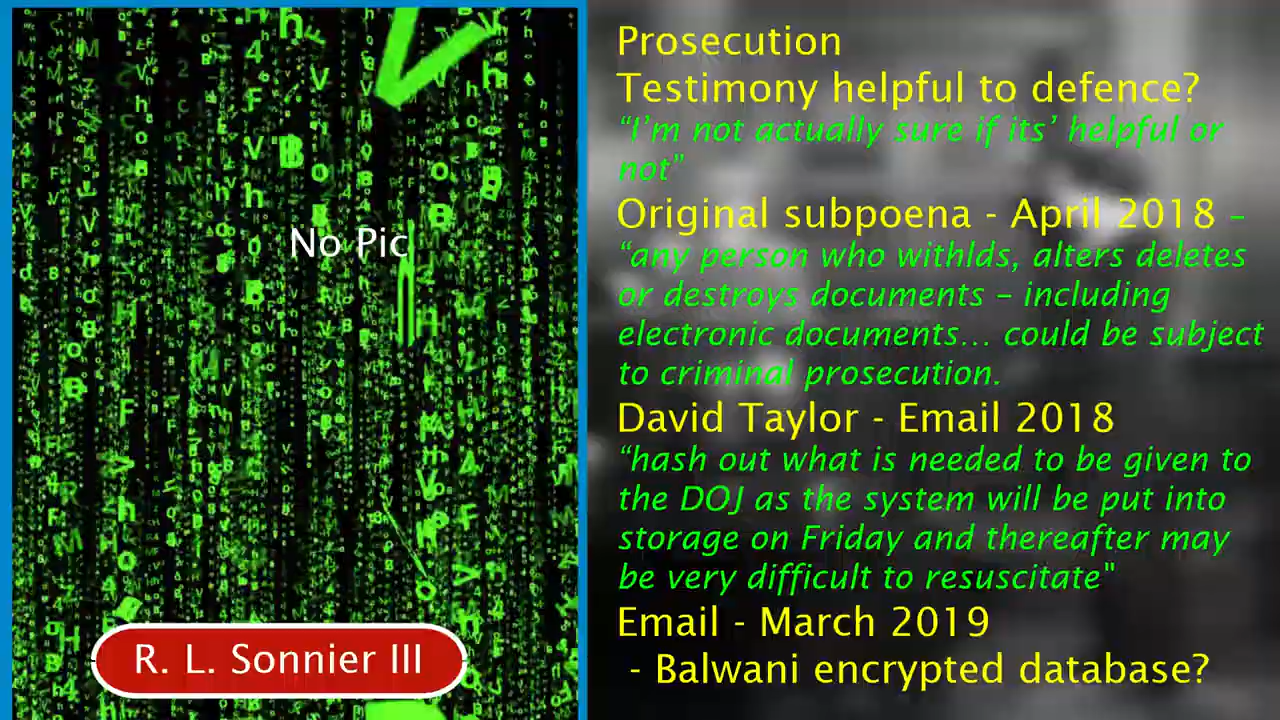 No Pic
R. L. Sonnier III
Prosecution
Testimony helpful to defence?
“I’m not actually sure if its’ helpful or
not”
Original subpoena - April 2018 –
“any person who withlds, alters deletes
or destroys documents – including
electronic documents... could be subject
to criminal prosecution.
David Taylor - Email 2018
“hash out what is needed to be given to
the DOJ as the system will be put into
storage on Friday and thereafter may
be very difficult to resuscitate"
Email - March 2019
- Balwani encrypted database?